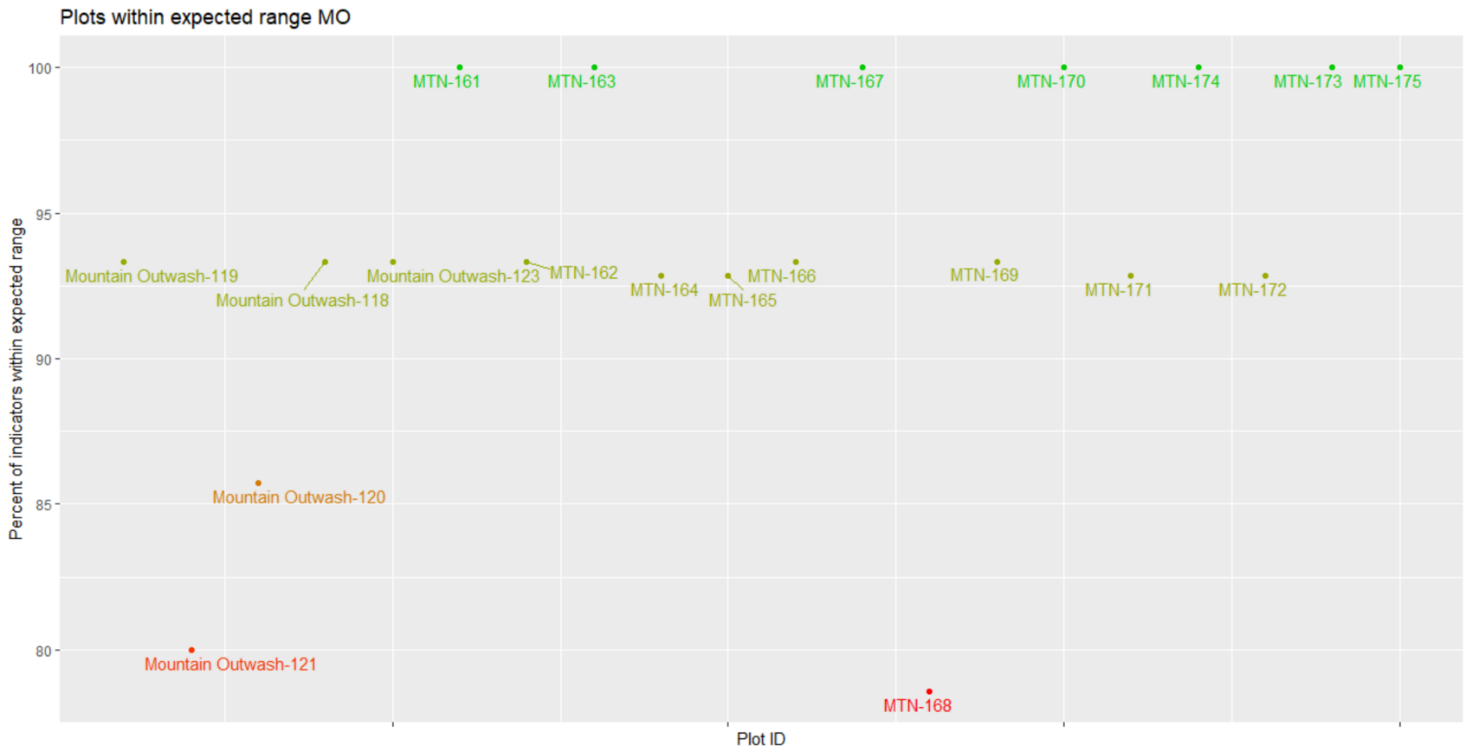 Plots within expected range MO
100
MTN-161
MTN-163
MTN-167
MTN-170
MTN-174
MTN-173
MTN-175
95
Mountain Outwash-119
Mountain Outwash-118
Mountain Outwash-123
MTN-162
MTN-164
MTN-165
MTN-166
MTN-169
MTN-171
MTN-172
90
85
Mountain Outwash-120
80
Mountain Outwash-121
MTN-168
Percent of indicators within expected range
Plot ID